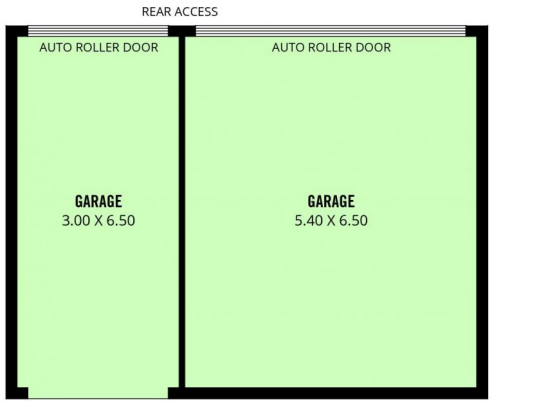 REAR ACCESS
AUTO ROLLER DOOR
AUTO ROLLER DOOR
GARAGE
3.00 X 6.50
GARAGE
5.40 X 6.50